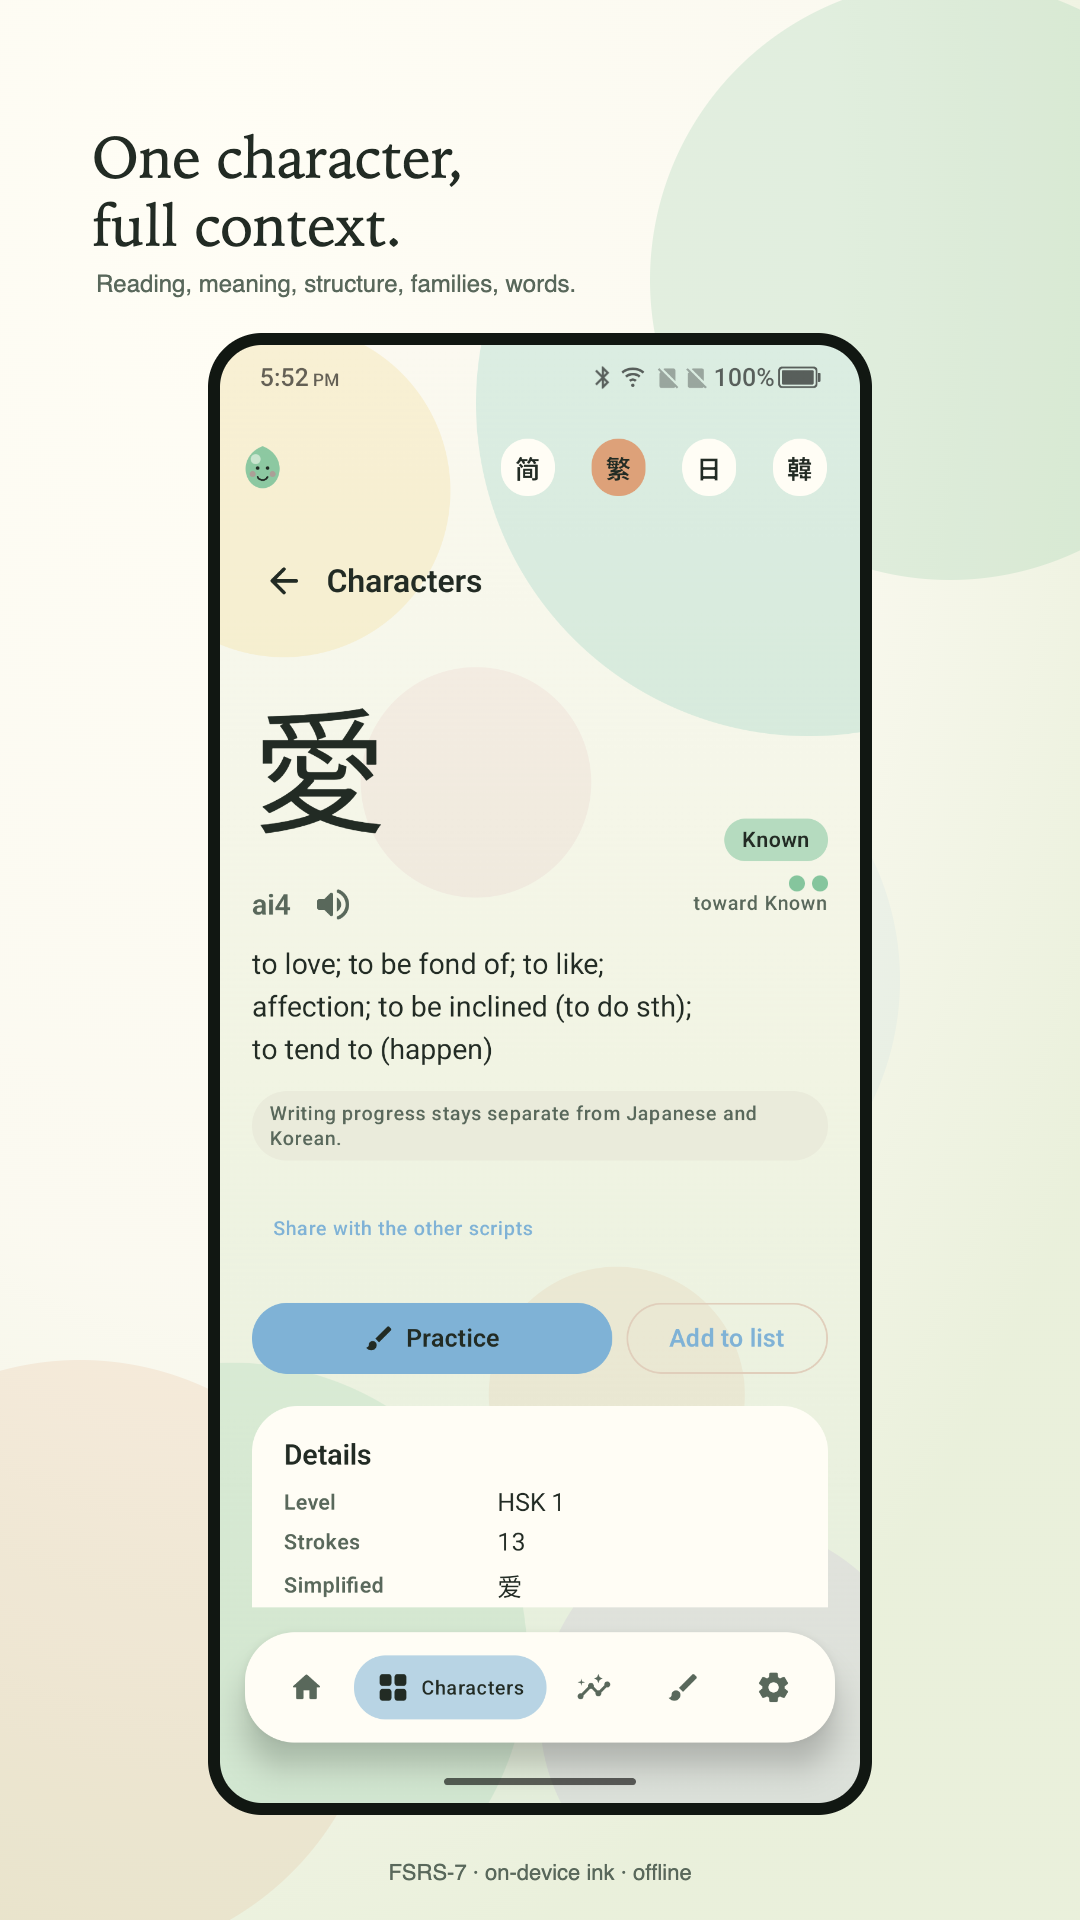 One character,
full context.
Reading, meaning, structure, families, words.
5:52 PM
100%
简 繁 日 韓
Characters
愛
Known
ai4
toward Known
to love; to be fond of; to like;
affection; to be inclined (to do sth);
to tend to (happen)
Writing progress stays separate from Japanese and
Korean.
Share with the other scripts
Practice
Add to list
Details
Level HSK 1
Strokes 13
Simplified 爱
Characters
FSRS-7 · on-device ink · offline